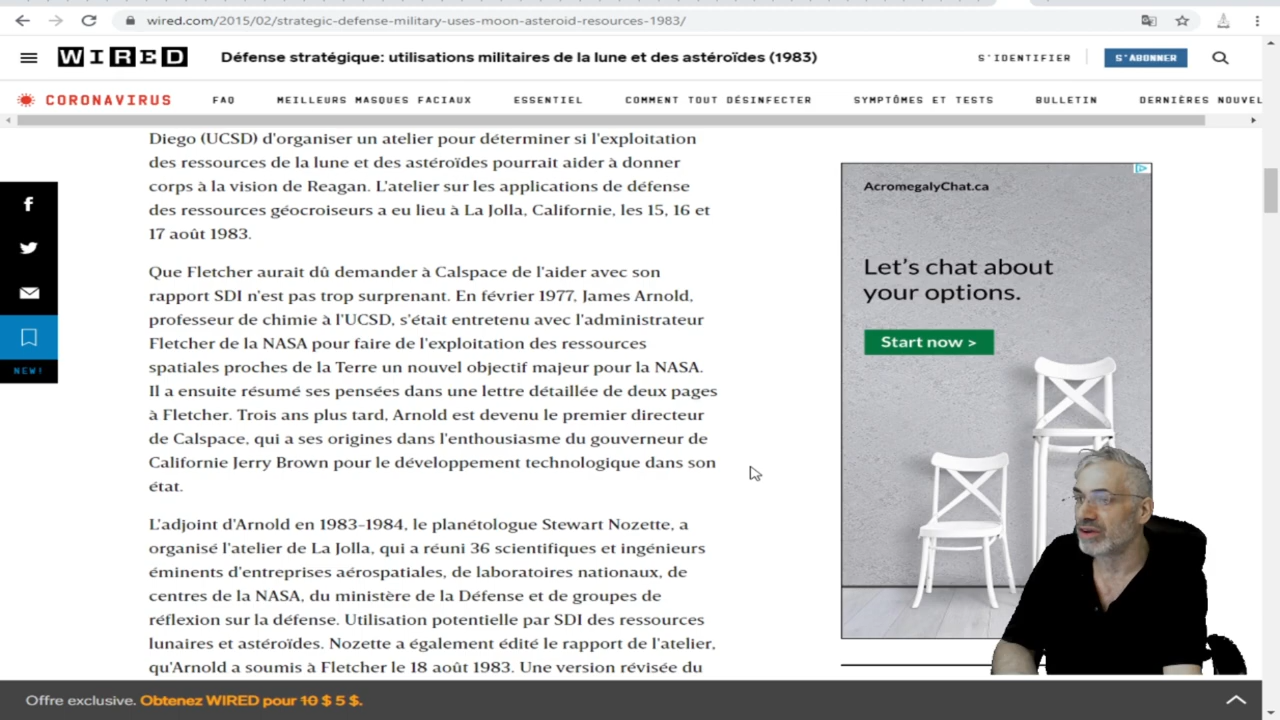 wired.com/2015/02/strategic-defense-military-uses-moon-asteroid-resources-1983/
WIRED
Défense stratégique: utilisations militaires de la lune et des astéroïdes (1983)
S'IDENTIFIER
S'ABONNER
CORONAVIRUS
FAQ
MEILLEURS MASQUES FACIAUX
ESSENTIEL
COMMENT TOUT DÉSINFECTER
SYMPTÔMES ET TESTS
BULLETIN
DERNIÈRES NOUVEL
Diego (UCSD) d'organiser un atelier pour déterminer si l'exploitation
des ressources de la lune et des astéroïdes pourrait aider à donner
corps à la vision de Reagan. L'atelier sur les applications de défense
des ressources géocroiseurs a eu lieu à La Jolla, Californie, les 15, 16 et
17 août 1983.
Que Fletcher aurait dû demander à Calspace de l'aider avec son
rapport SDI n'est pas trop surprenant. En février 1977, James Arnold,
professeur de chimie à l'UCSD, s'était entretenu avec l'administrateur
Fletcher de la NASA pour faire de l'exploitation des ressources
spatiales proches de la Terre un nouvel objectif majeur pour la NASA.
Il a ensuite résumé ses pensées dans une lettre détaillée de deux pages
à Fletcher. Trois ans plus tard, Arnold est devenu le premier directeur
de Calspace, qui a ses origines dans l'enthousiasme du gouverneur de
Californie Jerry Brown pour le développement technologique dans son
état.
L'adjoint d'Arnold en 1983-1984, le planétologue Stewart Nozette, a
organisé l'atelier de La Jolla, qui a réuni 36 scientifiques et ingénieurs
éminents d'entreprises aérospatiales, de laboratoires nationaux, de
centres de la NASA, du ministère de la Défense et de groupes de
réflexion sur la défense. Utilisation potentielle par SDI des ressources
lunaires et astéroïdes. Nozette a également édité le rapport de l'atelier,
qu'Arnold a soumis à Fletcher le 18 août 1983. Une version révisée du
NEW!
AcromegalyChat.ca
Let's chat about
your options.
Start now >
Offre exclusive. Obtenez WIRED pour 10 $ 5 $.